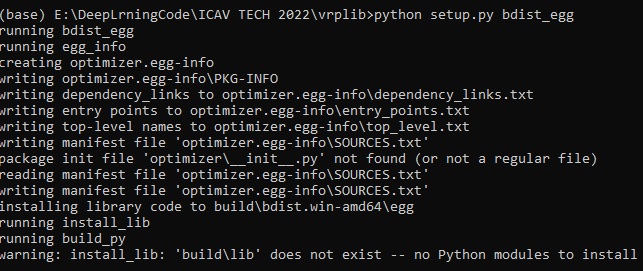 (base) E:\DeepLrningCode\ICAV TECH 2022\vrplib>python setup.py bdist_egg
running bdist_egg
running egg_info
creating optimizer.egg-info
writing optimizer.egg-info\PKG-INFO
writing dependency_links to optimizer.egg-info\dependency_links.txt
writing entry points to optimizer.egg-info\entry_points.txt
writing top-level names to optimizer.egg-info\top_level.txt
writing manifest file 'optimizer.egg-info\SOURCES.txt'
package init file 'optimizer\__init__.py' not found (or not a regular file)
reading manifest file 'optimizer.egg-info\SOURCES.txt'
writing manifest file 'optimizer.egg-info\SOURCES.txt'
installing library code to build\bdist.win-amd64\egg
running install_lib
running build_py
warning: install_lib: 'build\lib' does not exist -- no Python modules to install